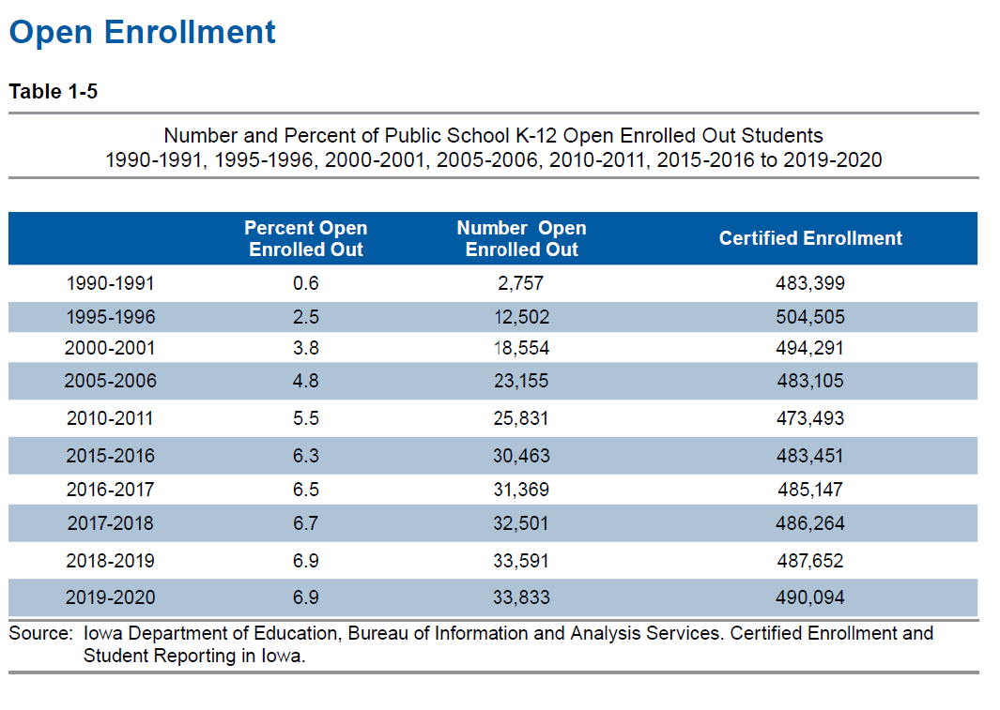 Open Enrollment
Table 1-5
Number and Percent of Public School K-12 Open Enrolled Out Students
1990-1991, 1995-1996, 2000-2001, 2005-2006, 2010-2011, 2015-2016 to 2019-2020
Percent Open Enrolled Out Number Open Enrolled Out Certified Enrollment
1990-1991 0.6 2,757 483,399
1995-1996 2.5 12,502 504,505
2000-2001 3.8 18,554 494,291
2005-2006 4.8 23,155 483,105
2010-2011 5.5 25,831 473,493
2015-2016 6.3 30,463 483,451
2016-2017 6.5 31,369 485,147
2017-2018 6.7 32,501 486,264
2018-2019 6.9 33,591 487,652
2019-2020 6.9 33,833 490,094
Source: Iowa Department of Education, Bureau of Information and Analysis Services. Certified Enrollment and
Student Reporting in Iowa.